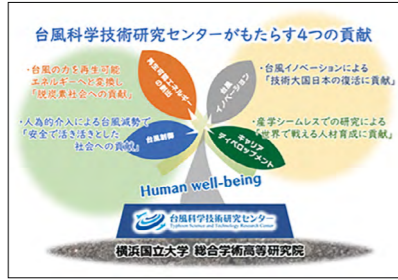 台風科学技術研究センターがもたらす4つの貢献
・台風の力を再生可能
エネルギーへと変換し
「脱炭素社会への貢献」
再生可能エネルギー
の創出
台風
イノベーション
・台風イノベーションによる
「技術大国日本の復活に貢献」
・人為的介入による台風減勢で
「安全で活き活きとした
社会への貢献」
台風制御
キャリア
ディベロップメント
・産学シームレスでの研究による
「世界で戦える人材育成に貢献」
Human well-being
台風科学技術研究センター
Typhoon Science and Technology Research Center
横浜国立大学 総合学術高等研究院